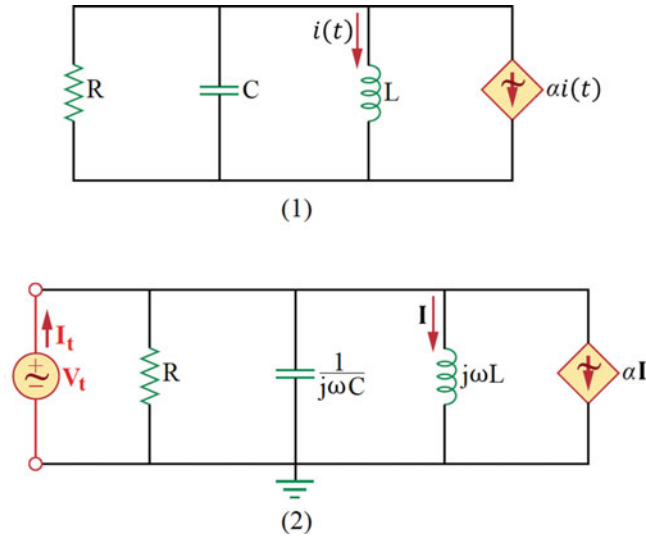 i(t)
R
C
L
αi(t)
(1)
I_t
V_t
+
−
R
1
jωC
I
jωL
αI
(2)